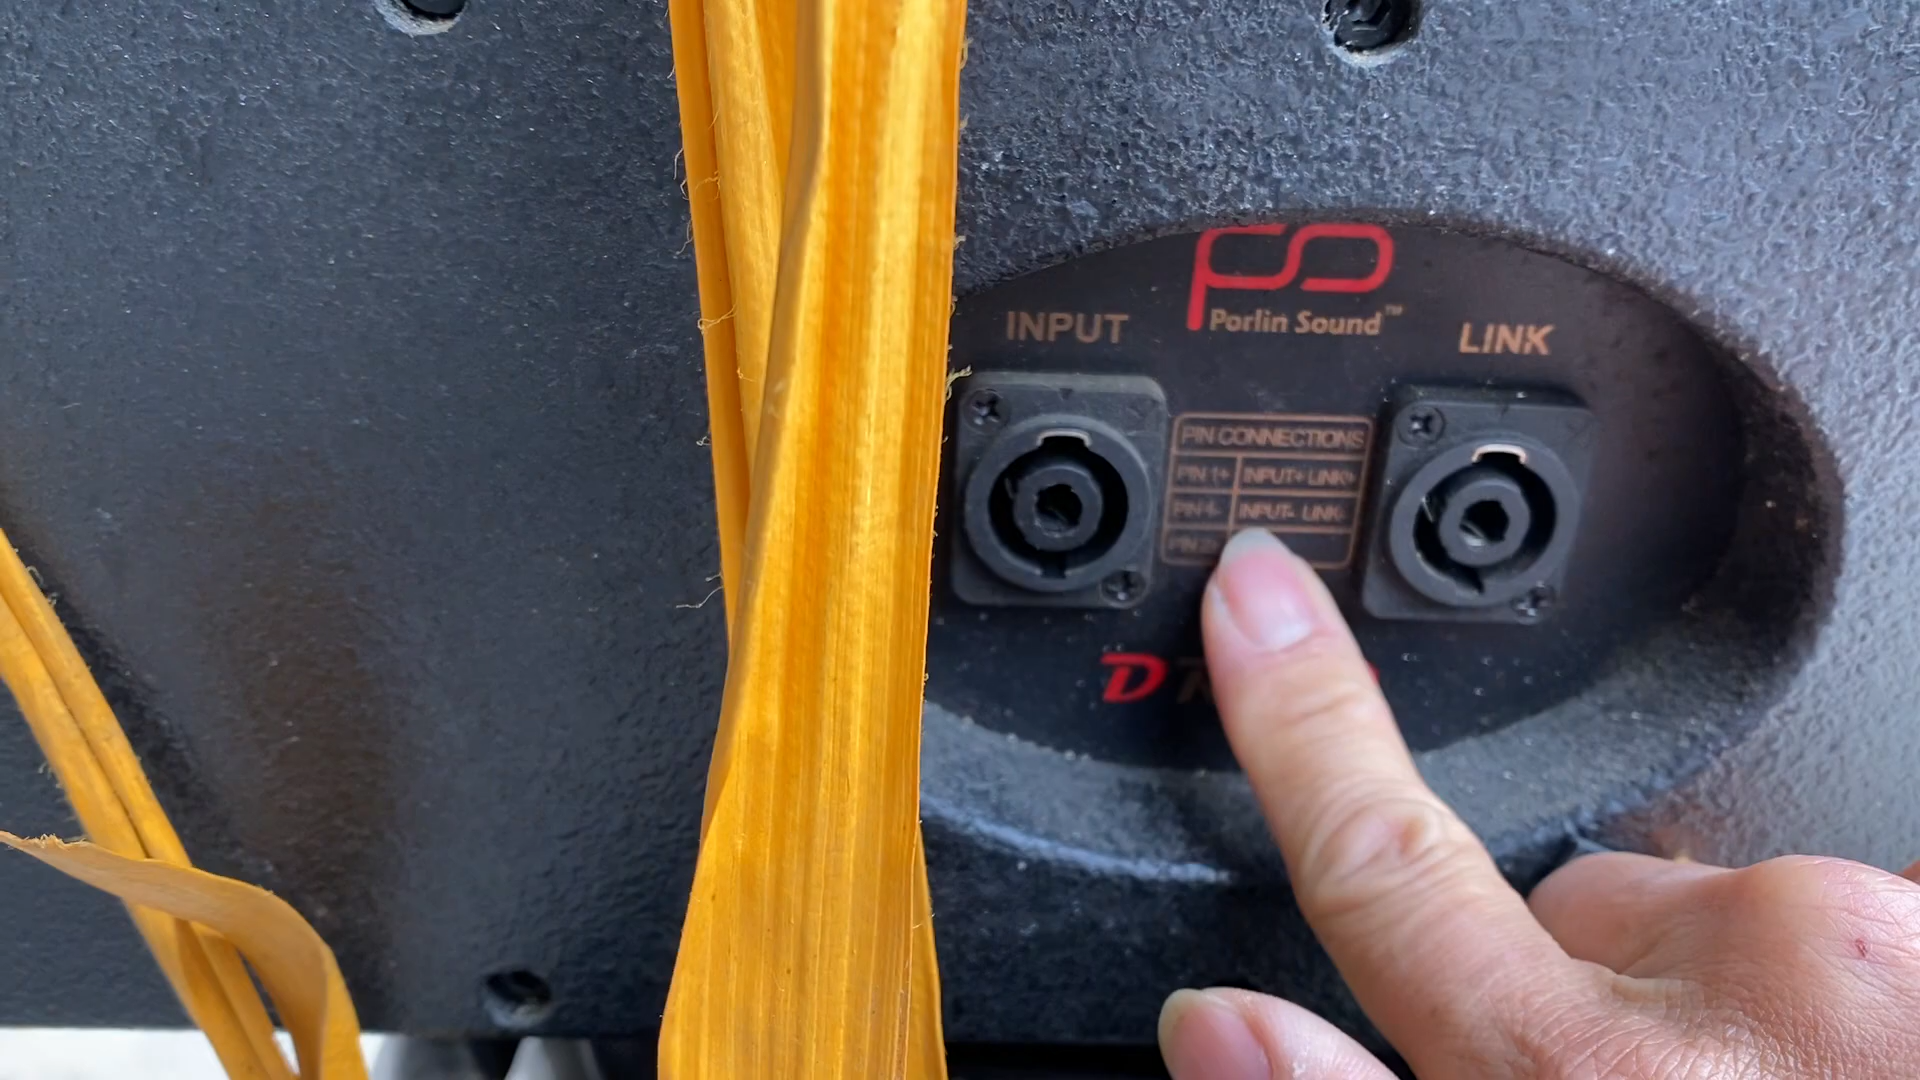 Porlin Sound™
INPUT
LINK
PIN CONNECTIONS
PIN 1+ INPUT+ LINK+
PIN 1- INPUT- LINK-